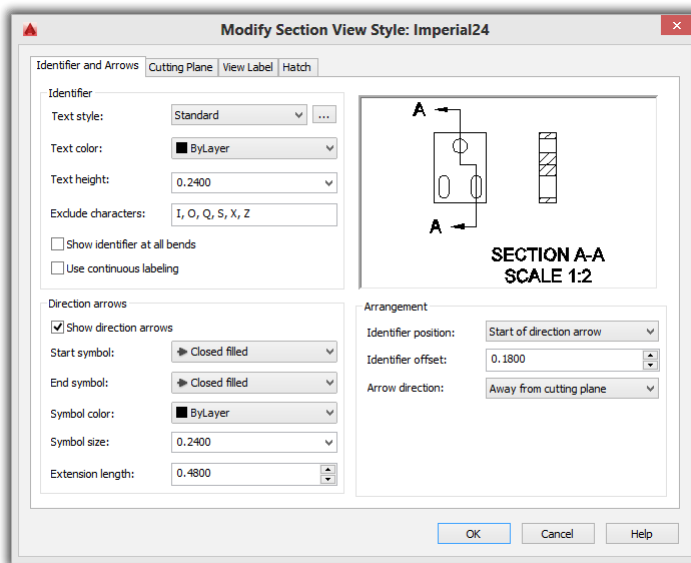 Modify Section View Style: Imperial24
Identifier and Arrows
Cutting Plane
View Label
Hatch
Identifier
Text style:
Standard
...
Text color:
ByLayer
Text height:
0.2400
Exclude characters:
I, O, Q, S, X, Z
Show identifier at all bends
Use continuous labeling
A
A
SECTION A-A
SCALE 1:2
Direction arrows
Show direction arrows
Start symbol:
Closed filled
End symbol:
Closed filled
Symbol color:
ByLayer
Symbol size:
0.2400
Extension length:
0.4800
Arrangement
Identifier position:
Start of direction arrow
Identifier offset:
0.1800
Arrow direction:
Away from cutting plane
OK
Cancel
Help